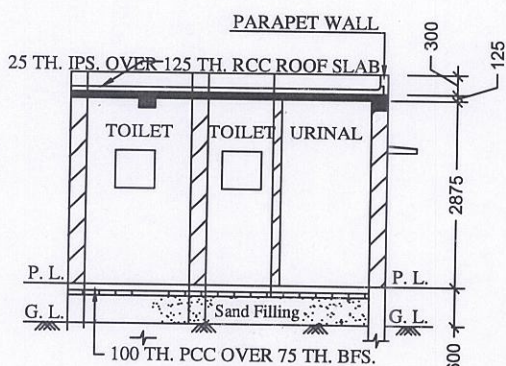 PARAPET WALL
25 TH. IPS. OVER 125 TH. RCC ROOF SLAB
300
125
TOILET TOILET URINAL
2875
P. L. P. L.
G. L. Sand Filling G. L.
100 TH. PCC OVER 75 TH. BFS.